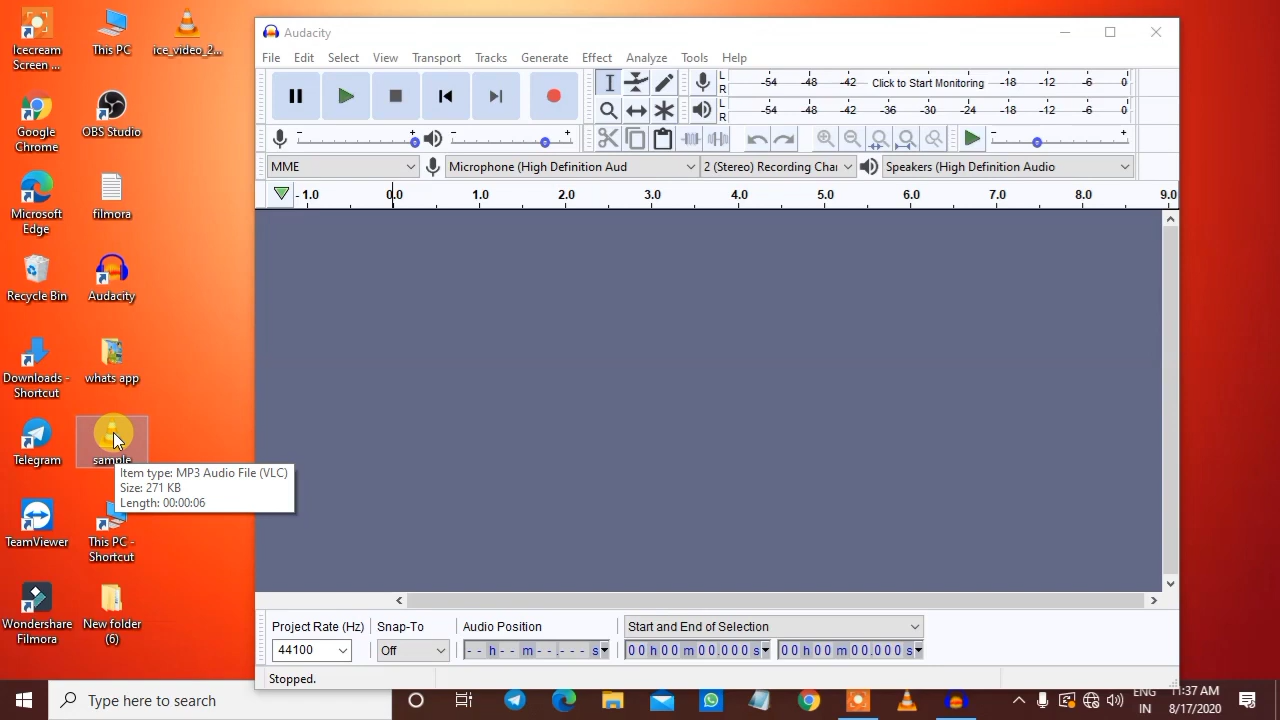 Icecream
Screen ...
This PC
ice_video_2...
Google
Chrome
OBS Studio
Microsoft
Edge
filmora
Recycle Bin
Audacity
Downloads -
Shortcut
whats app
Telegram
sample
Item type: MP3 Audio File (VLC)
Size: 271 KB
Length: 00:00:06
TeamViewer
This PC -
Shortcut
Wondershare
Filmora
New folder
(6)
Audacity
File Edit Select View Transport Tracks Generate Effect Analyze Tools Help
L
R
-54 -48 -42 Click to Start Monitoring -18 -12 -6 0
L
R
-54 -48 -42 -36 -30 -24 -18 -12 -6 0
- + - + - +
MME
Microphone (High Definition Aud
2 (Stereo) Recording Chai
Speakers (High Definition Audio
- 1.0 0.0 1.0 2.0 3.0 4.0 5.0 6.0 7.0 8.0 9.0
Project Rate (Hz) Snap-To Audio Position Start and End of Selection
44100 Off -- h -- m --.--- s 00 h 00 m 00.000 s 00 h 00 m 00.000 s
Stopped.
Type here to search
ENG
IN
11:37 AM
8/17/2020